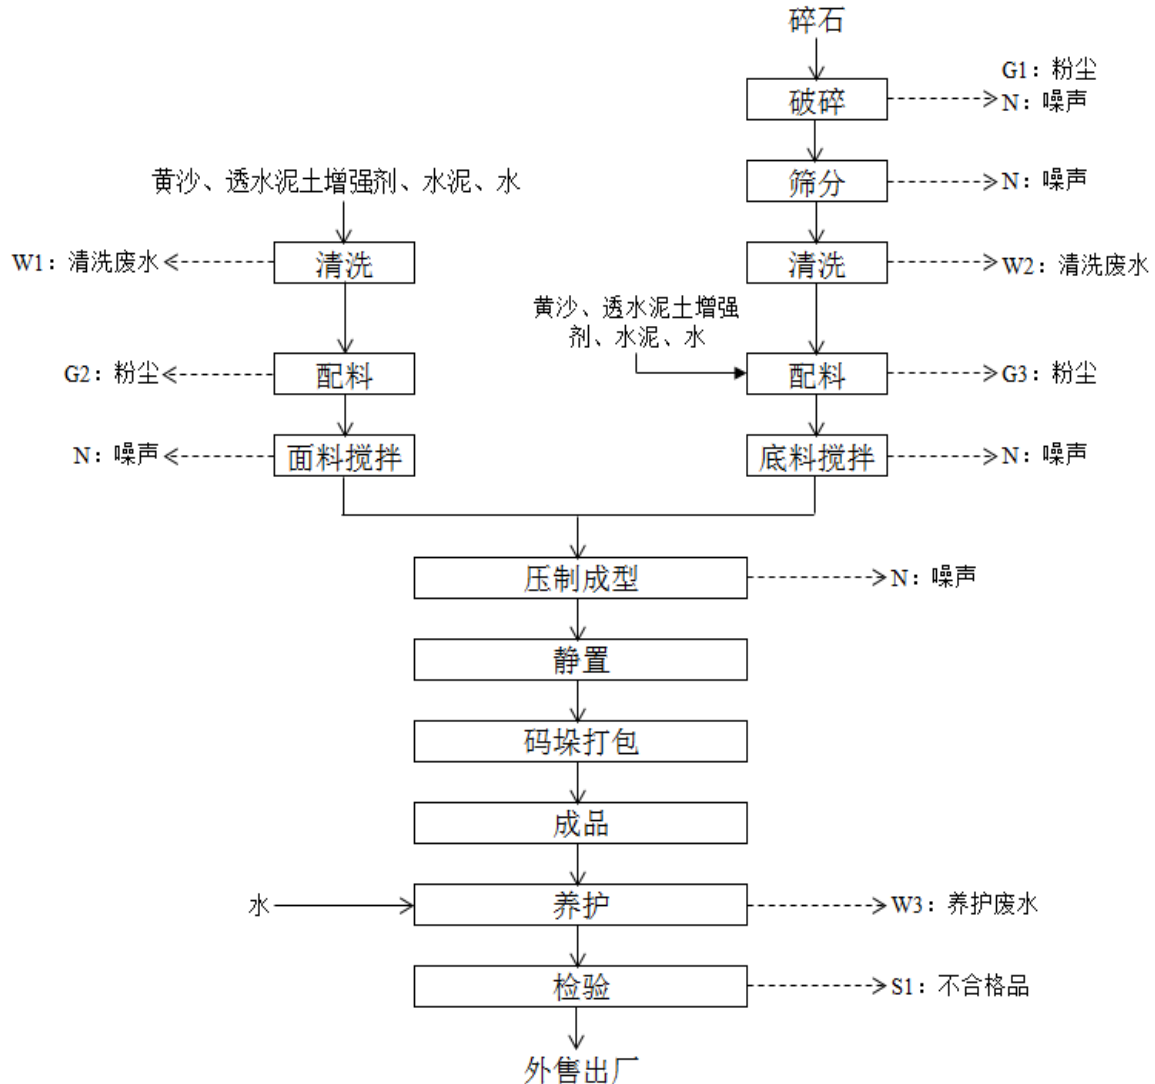 碎石
G1：粉尘
破碎
N：噪声
黄沙、透水泥土增强剂、水泥、水
筛分
N：噪声
W1：清洗废水
清洗
清洗
W2：清洗废水
黄沙、透水泥土增强
剂、水泥、水
G2：粉尘
配料
配料
G3：粉尘
N：噪声
面料搅拌
底料搅拌
N：噪声
压制成型
N：噪声
静置
码垛打包
成品
水
养护
W3：养护废水
检验
S1：不合格品
外售出厂